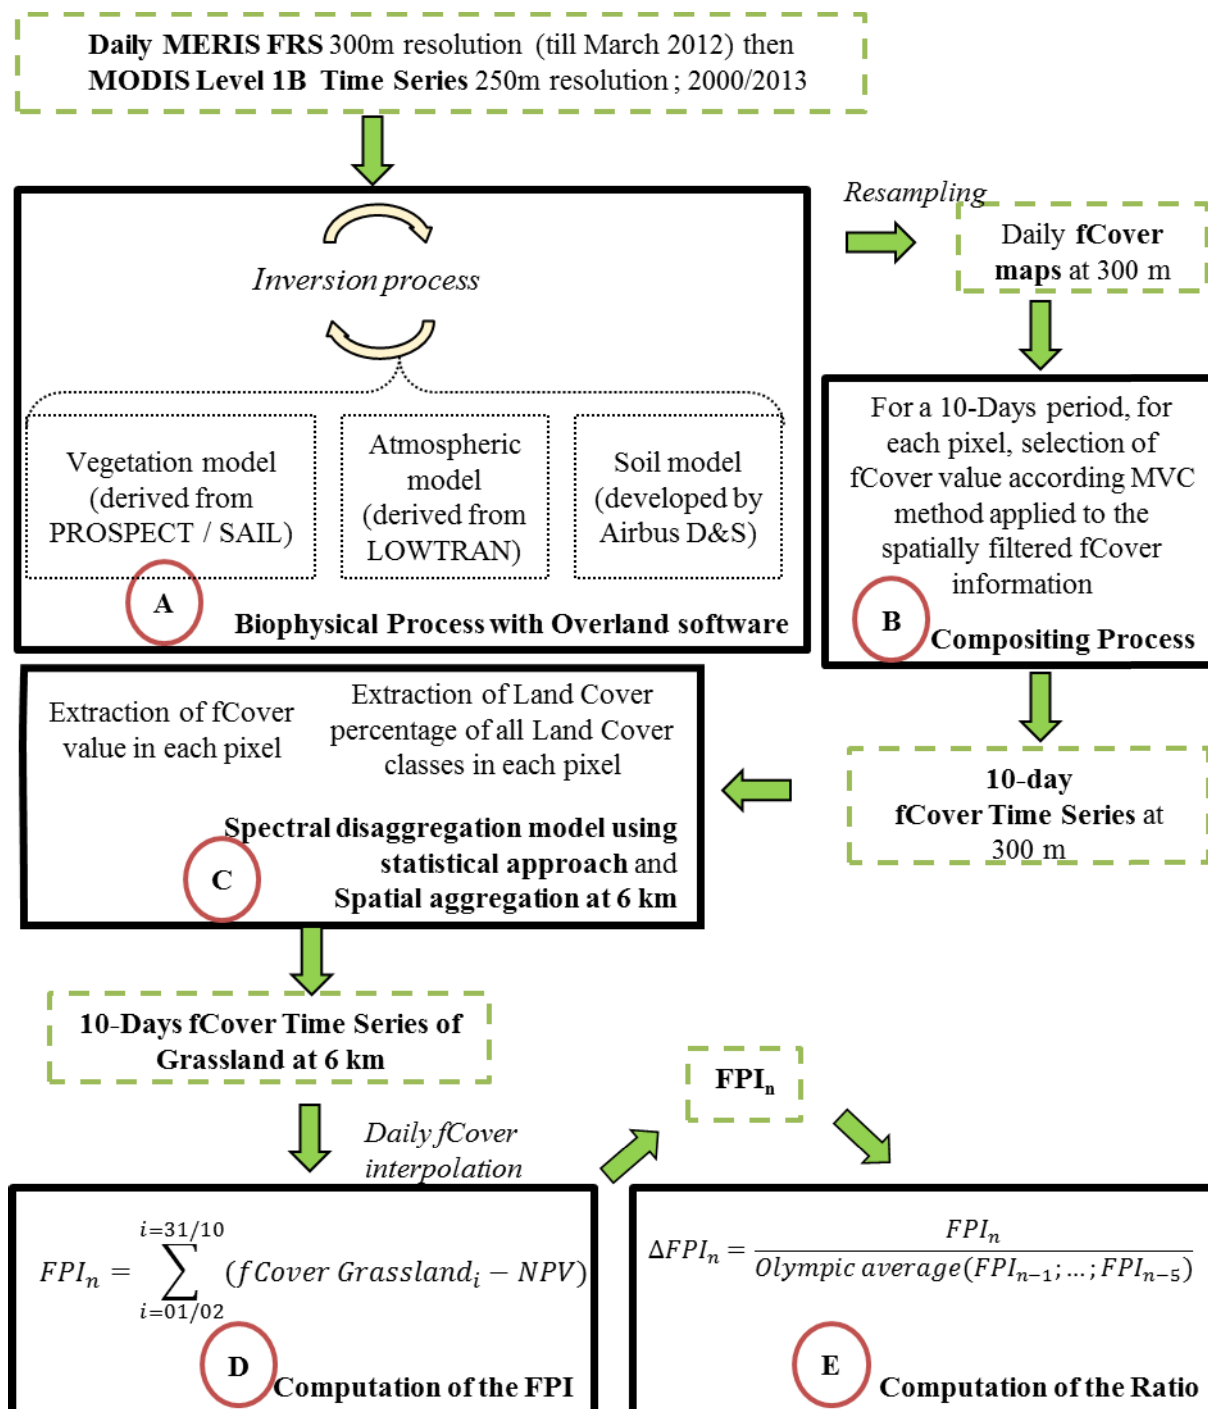 Daily MERIS FRS 300m resolution (till March 2012) then
MODIS Level 1B Time Series 250m resolution ; 2000/2013
Resampling
Inversion process
Daily fCover
maps at 300 m
Vegetation model
(derived from
PROSPECT / SAIL)
Atmospheric
model
(derived from
LOWTRAN)
Soil model
(developed by
Airbus D&S)
A
Biophysical Process with Overland software
For a 10-Days period, for
each pixel, selection of
fCover value according MVC
method applied to the
spatially filtered fCover
information
B
Compositing Process
10-day
fCover Time Series at
300 m
Extraction of fCover
value in each pixel
Extraction of Land Cover
percentage of all Land Cover
classes in each pixel
Spectral disaggregation model using
statistical approach and
Spatial aggregation at 6 km
C
10-Days fCover Time Series of
Grassland at 6 km
Daily fCover
interpolation
FPIₙ
i=31/10
FPIₙ = ∑ (fCover Grasslandᵢ − NPV)
i=01/02
D
Computation of the FPI
FPIₙ
ΔFPIₙ =
Olympic average(FPIₙ₋₁; …; FPIₙ₋₅)
E
Computation of the Ratio